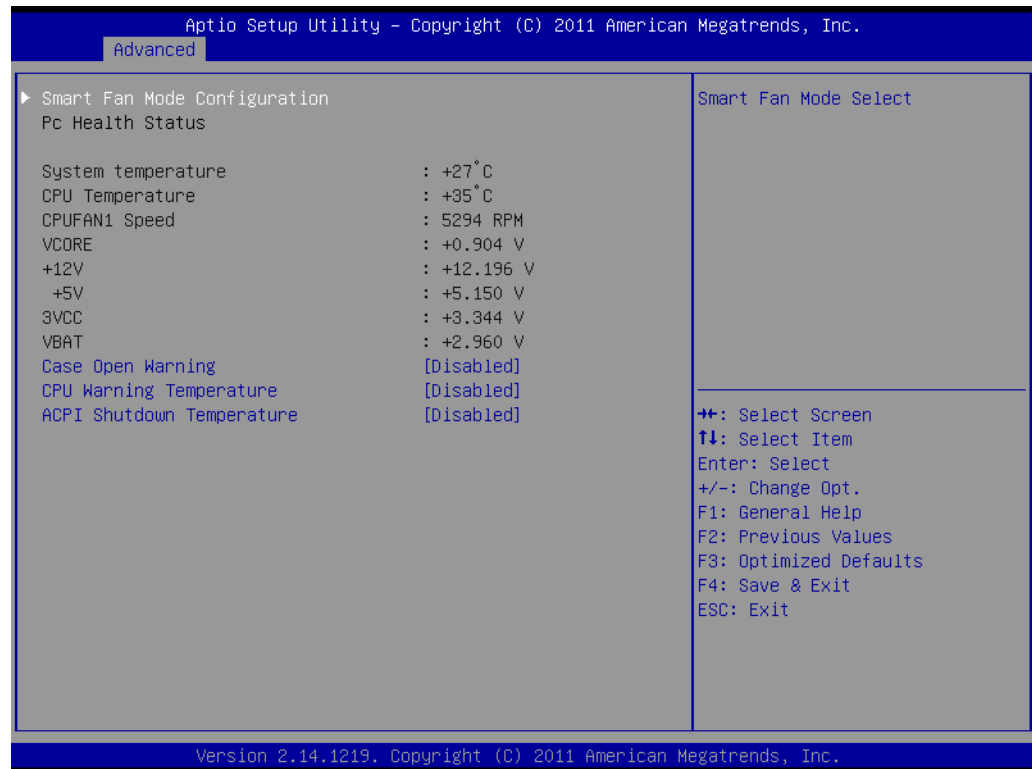 Aptio Setup Utility – Copyright (C) 2011 American Megatrends, Inc.
Advanced
▶ Smart Fan Mode Configuration
Pc Health Status
System temperature : +27°C
CPU Temperature : +35°C
CPUFAN1 Speed : 5294 RPM
VCORE : +0.904 V
+12V : +12.196 V
+5V : +5.150 V
3VCC : +3.344 V
VBAT : +2.960 V
Case Open Warning [Disabled]
CPU Warning Temperature [Disabled]
ACPI Shutdown Temperature [Disabled]
Smart Fan Mode Select
→←: Select Screen
↑↓: Select Item
Enter: Select
+/-: Change Opt.
F1: General Help
F2: Previous Values
F3: Optimized Defaults
F4: Save & Exit
ESC: Exit
Version 2.14.1219. Copyright (C) 2011 American Megatrends, Inc.